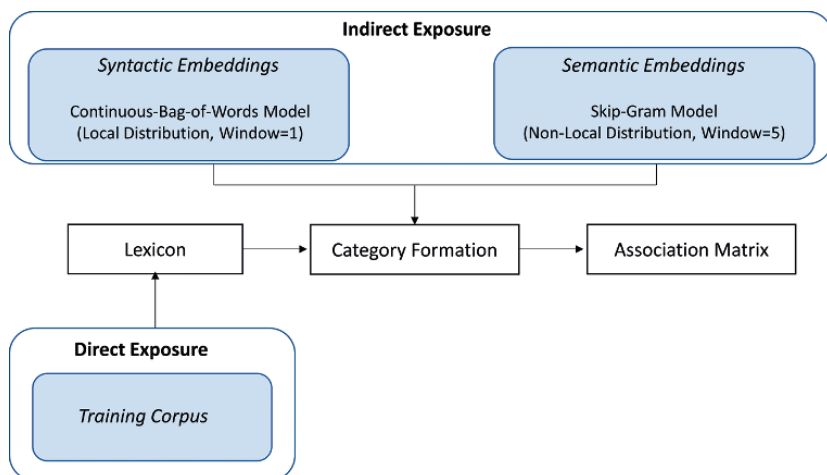 Indirect Exposure
Syntactic Embeddings
Continuous-Bag-of-Words Model
(Local Distribution, Window=1)
Semantic Embeddings
Skip-Gram Model
(Non-Local Distribution, Window=5)
Lexicon
Category Formation
Association Matrix
Direct Exposure
Training Corpus